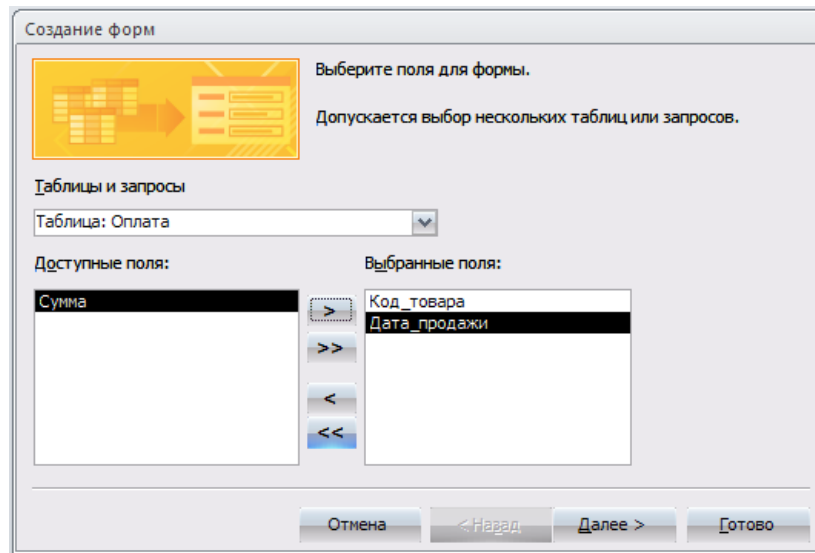 Создание форм
Выберите поля для формы.
Допускается выбор нескольких таблиц или запросов.
Таблицы и запросы
Таблица: Оплата
Доступные поля:
Выбранные поля:
Сумма
>
>>
<
<<
Код_товара
Дата_продажи
Отмена
< Назад
Далее >
Готово